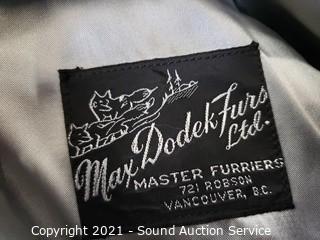 Max Dodek Furs
Ltd.
MASTER FURRIERS
721 ROBSON
VANCOUVER, B.C.
Copyright 2021 - Sound Auction Service